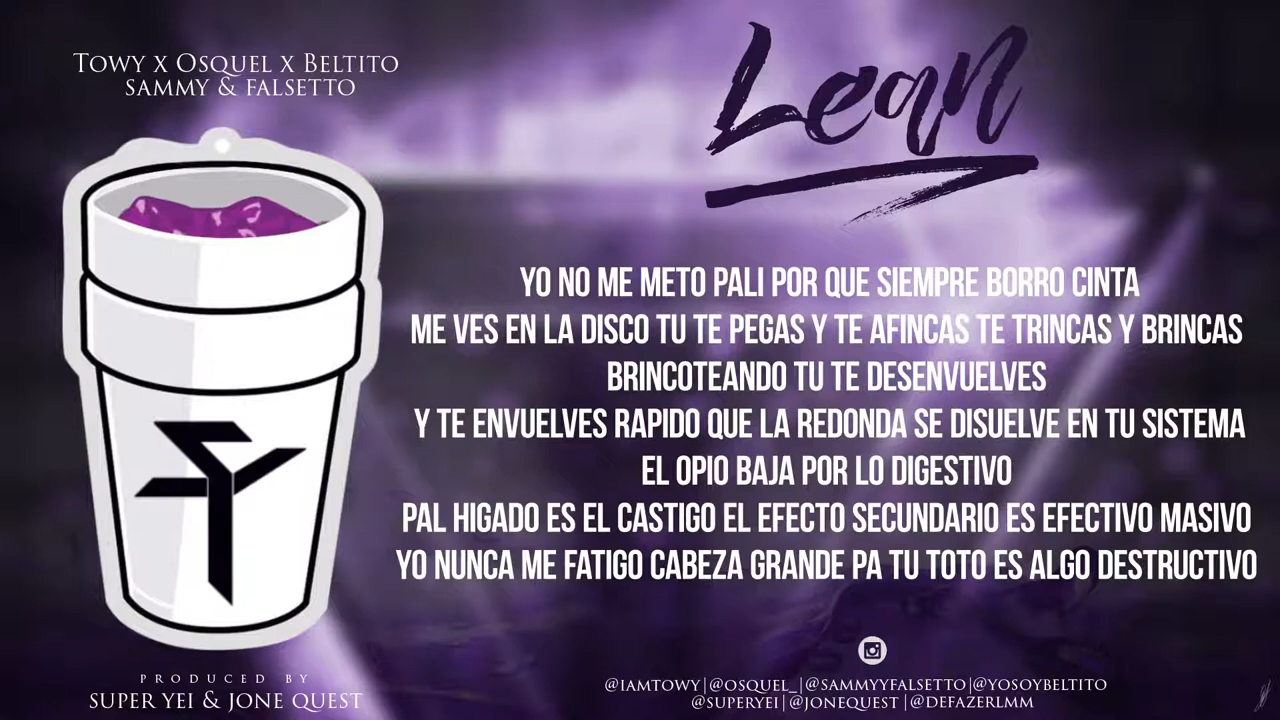 TOWY X OSQUEL X BELTITO
SAMMY & FALSETTO
Lean
YO NO ME METO PALI POR QUE SIEMPRE BORRO CINTA
ME VES EN LA DISCO TU TE PEGAS Y TE AFINCAS TE TRINCAS Y BRINCAS
BRINCOTEANDO TU TE DESENVUELVES
Y TE ENVUELVES RAPIDO QUE LA REDONDA SE DISUELVE EN TU SISTEMA
EL OPIO BAJA POR LO DIGESTIVO
PAL HIGADO ES EL CASTIGO EL EFECTO SECUNDARIO ES EFECTIVO MASIVO
YO NUNCA ME FATIGO CABEZA GRANDE PA TU TOTO ES ALGO DESTRUCTIVO
PRODUCED BY
SUPER YEI & JONE QUEST
@IAMTOWY|@OSQUEL_|@SAMMYYFALSETTO|@YOSOYBELTITO
@SUPERYEI|@JONEQUEST |@DEFAZERLMM